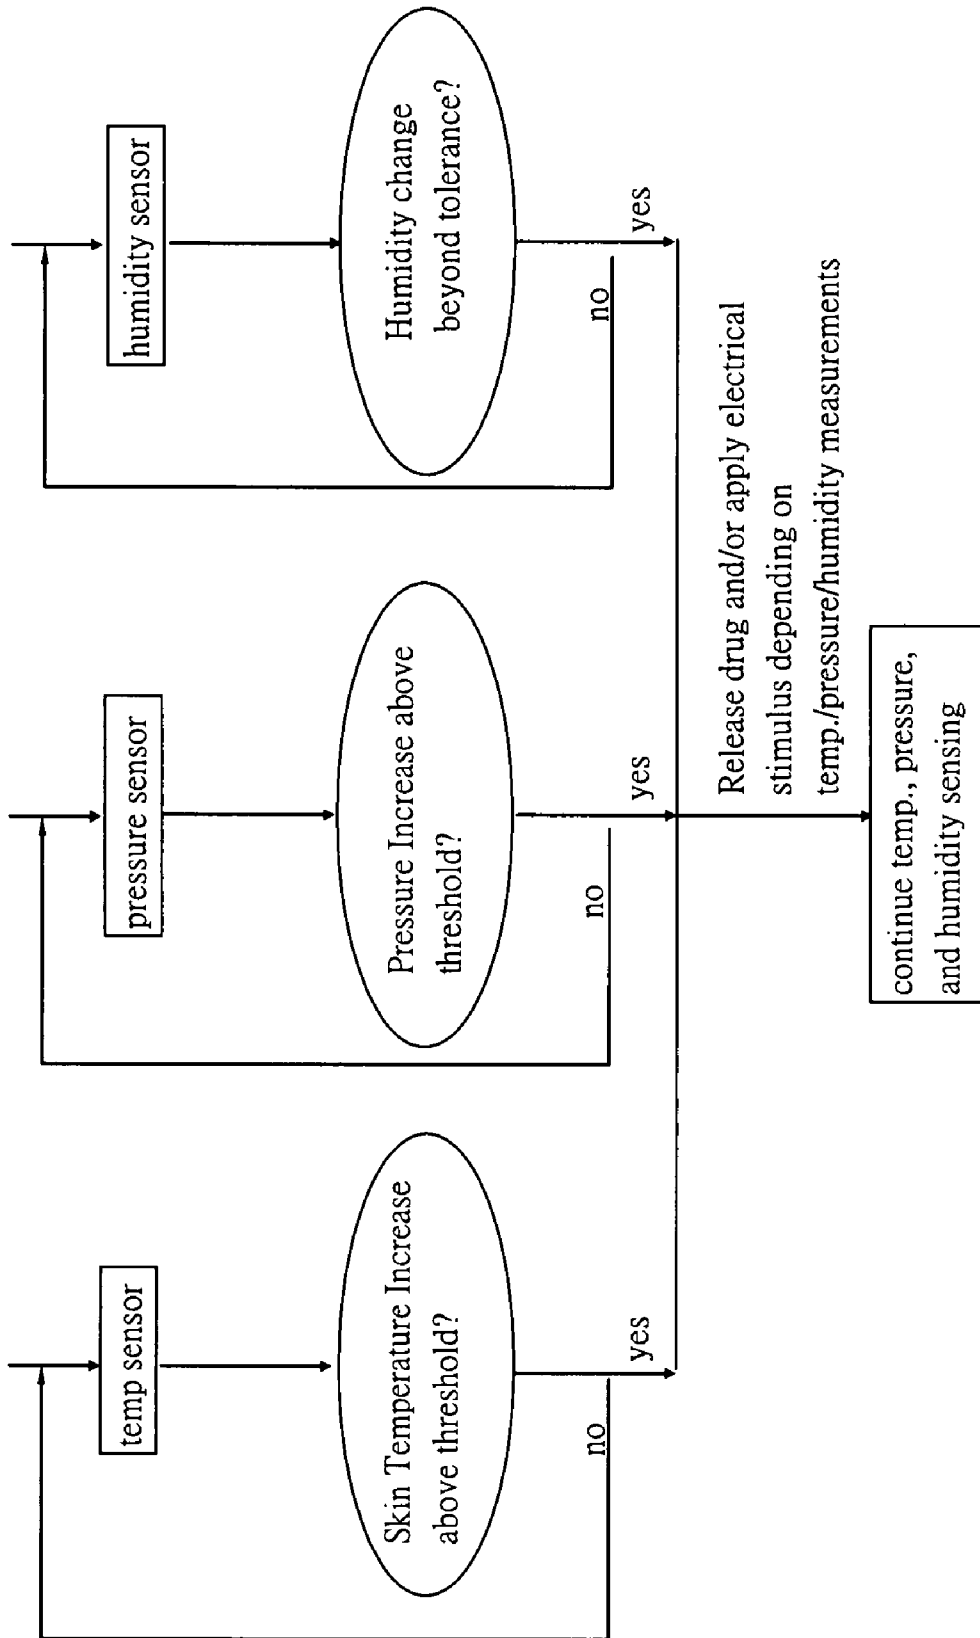 temp sensor
Skin Temperature Increase
above threshold?
no
yes
pressure sensor
Pressure Increase above
threshold?
no
yes
humidity sensor
Humidity change
beyond tolerance?
no
yes
Release drug and/or apply electrical
stimulus depending on
temp./pressure/humidity measurements
continue temp., pressure,
and humidity sensing